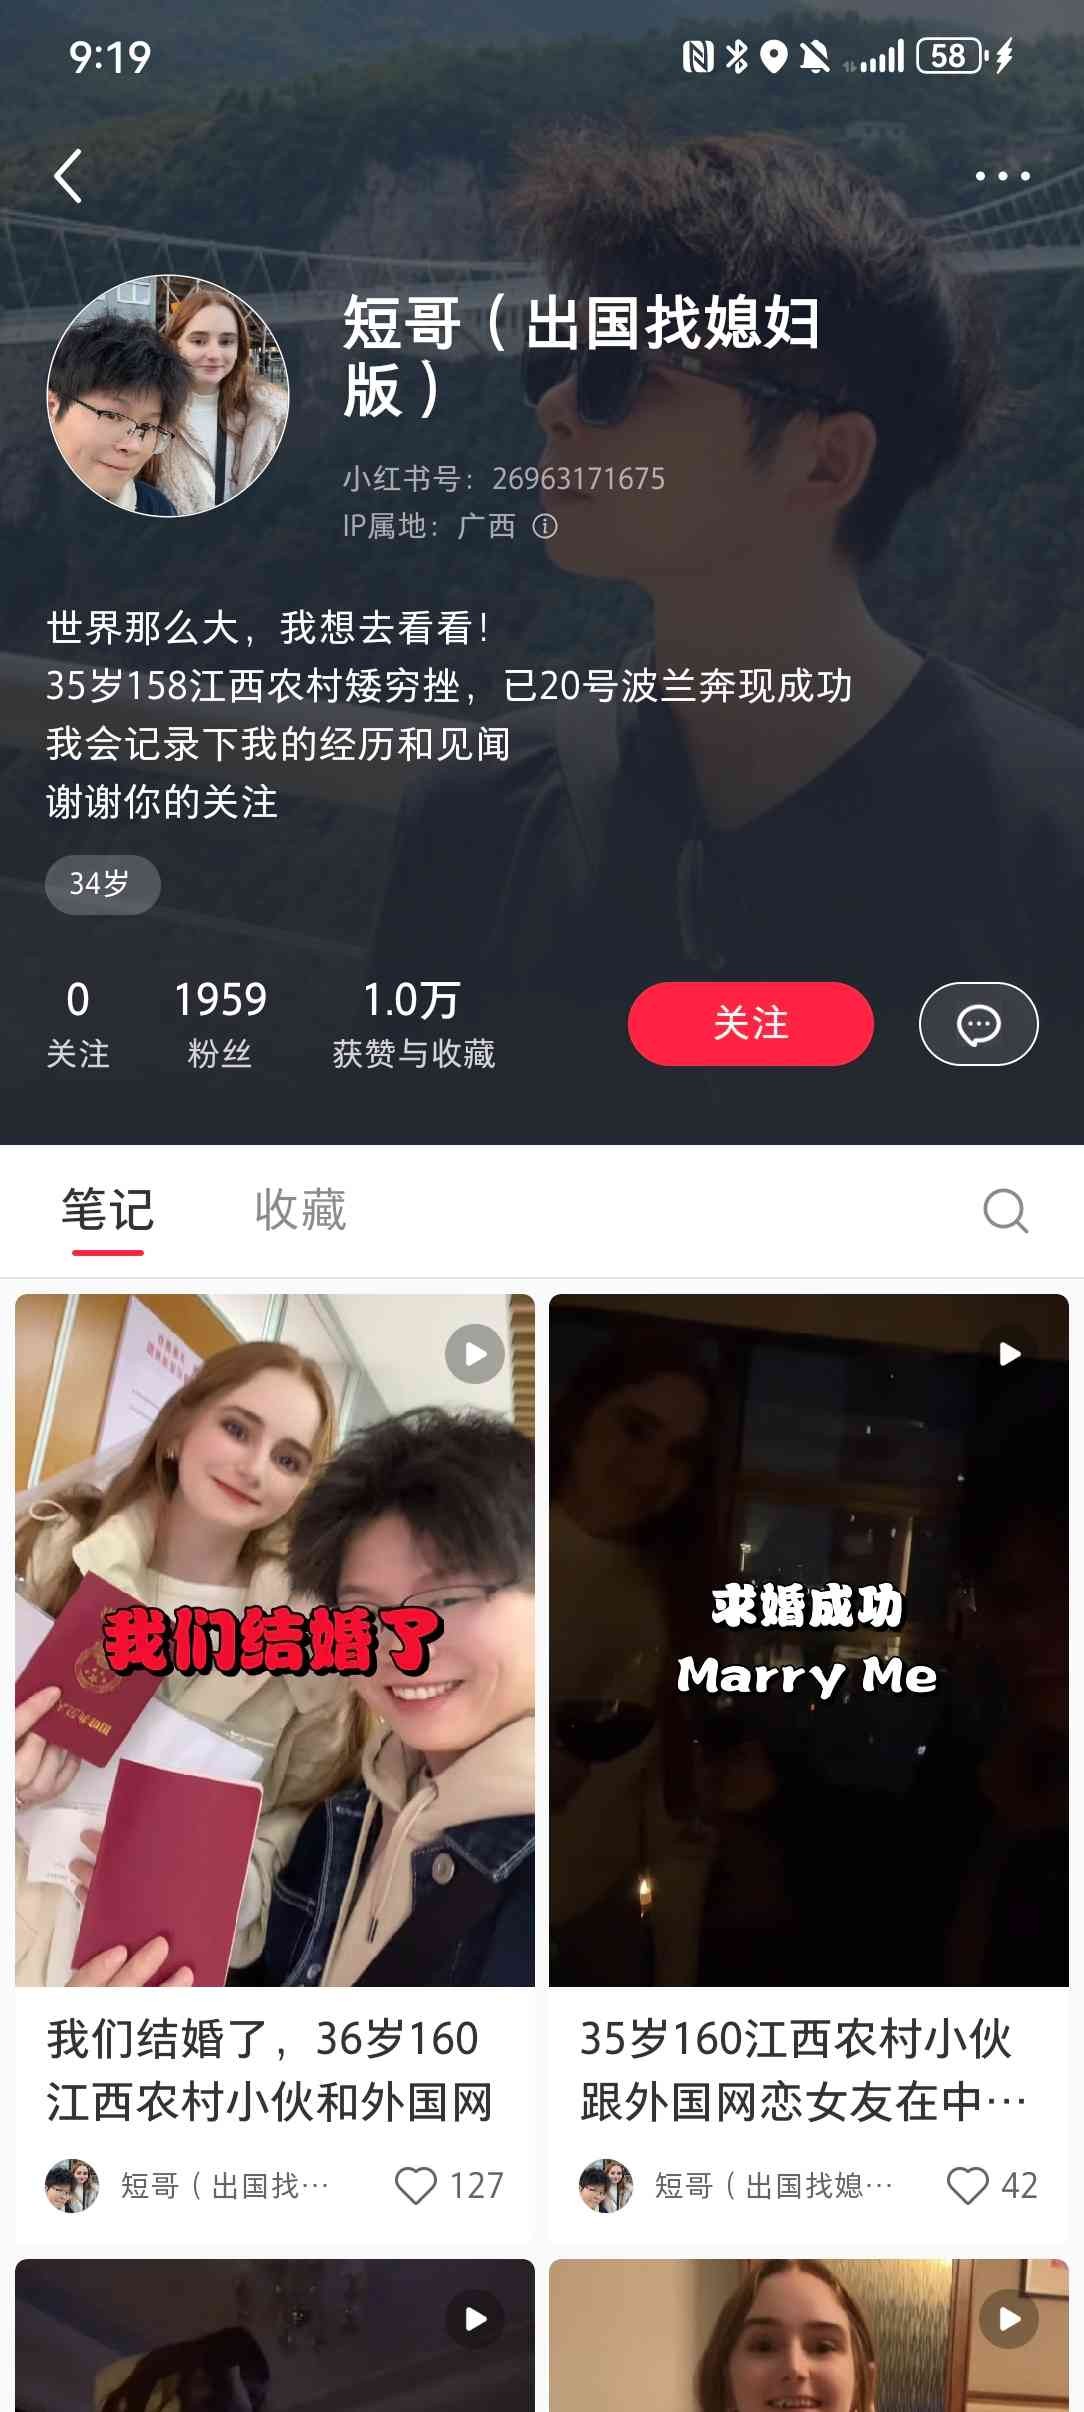 9:19
58
短哥（出国找媳妇
版）
小红书号：26963171675
IP属地：广西
世界那么大，我想去看看！
35岁158江西农村矮穷挫，已20号波兰奔现成功
我会记录下我的经历和见闻
谢谢你的关注
34岁
0 1959 1.0万
关注 粉丝 获赞与收藏
关注
笔记 收藏
我们结婚了
求婚成功
Marry Me
我们结婚了，36岁160
江西农村小伙和外国网
短哥（出国找… 127
35岁160江西农村小伙
跟外国网恋女友在中…
短哥（出国找媳… 42